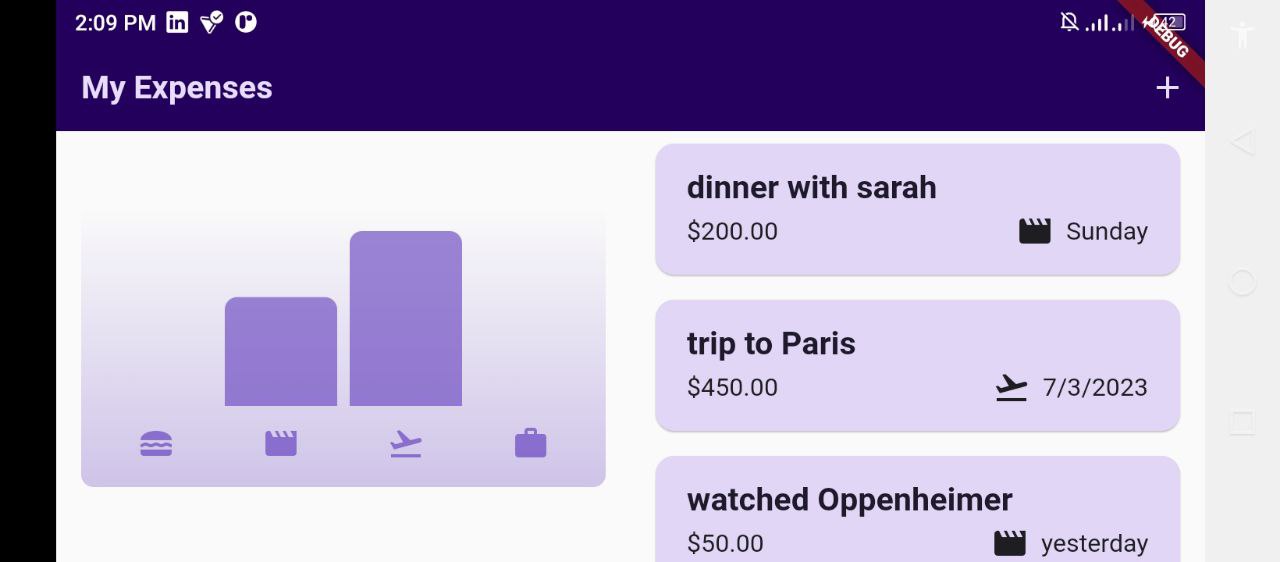 2:09 PM
42
DEBUG
My Expenses
+
dinner with sarah
$200.00
Sunday
trip to Paris
$450.00
7/3/2023
watched Oppenheimer
$50.00
yesterday